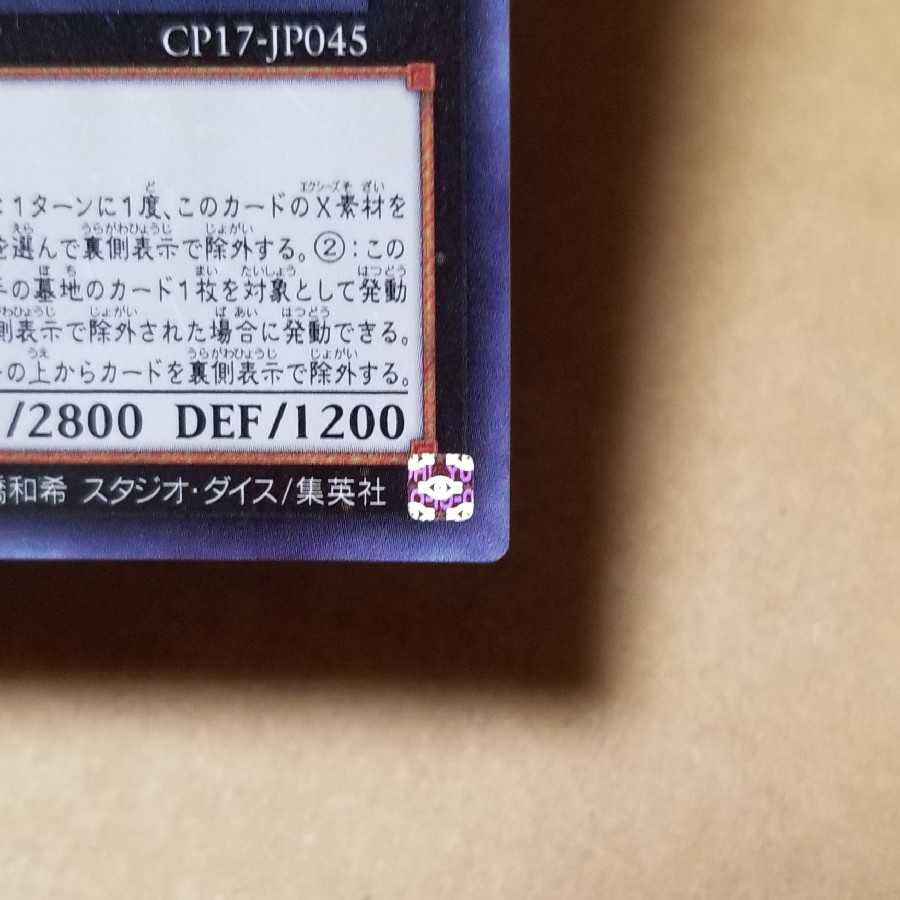 CP17-JP045
：1ターンに1度、このカードのX素材を
を選んで裏側表示で除外する。②：この
手の墓地のカード1枚を対象として発動
側表示で除外された場合に発動できる。
の上からカードを裏側表示で除外する。
/2800 DEF/1200
橋和希 スタジオ・ダイス/集英社